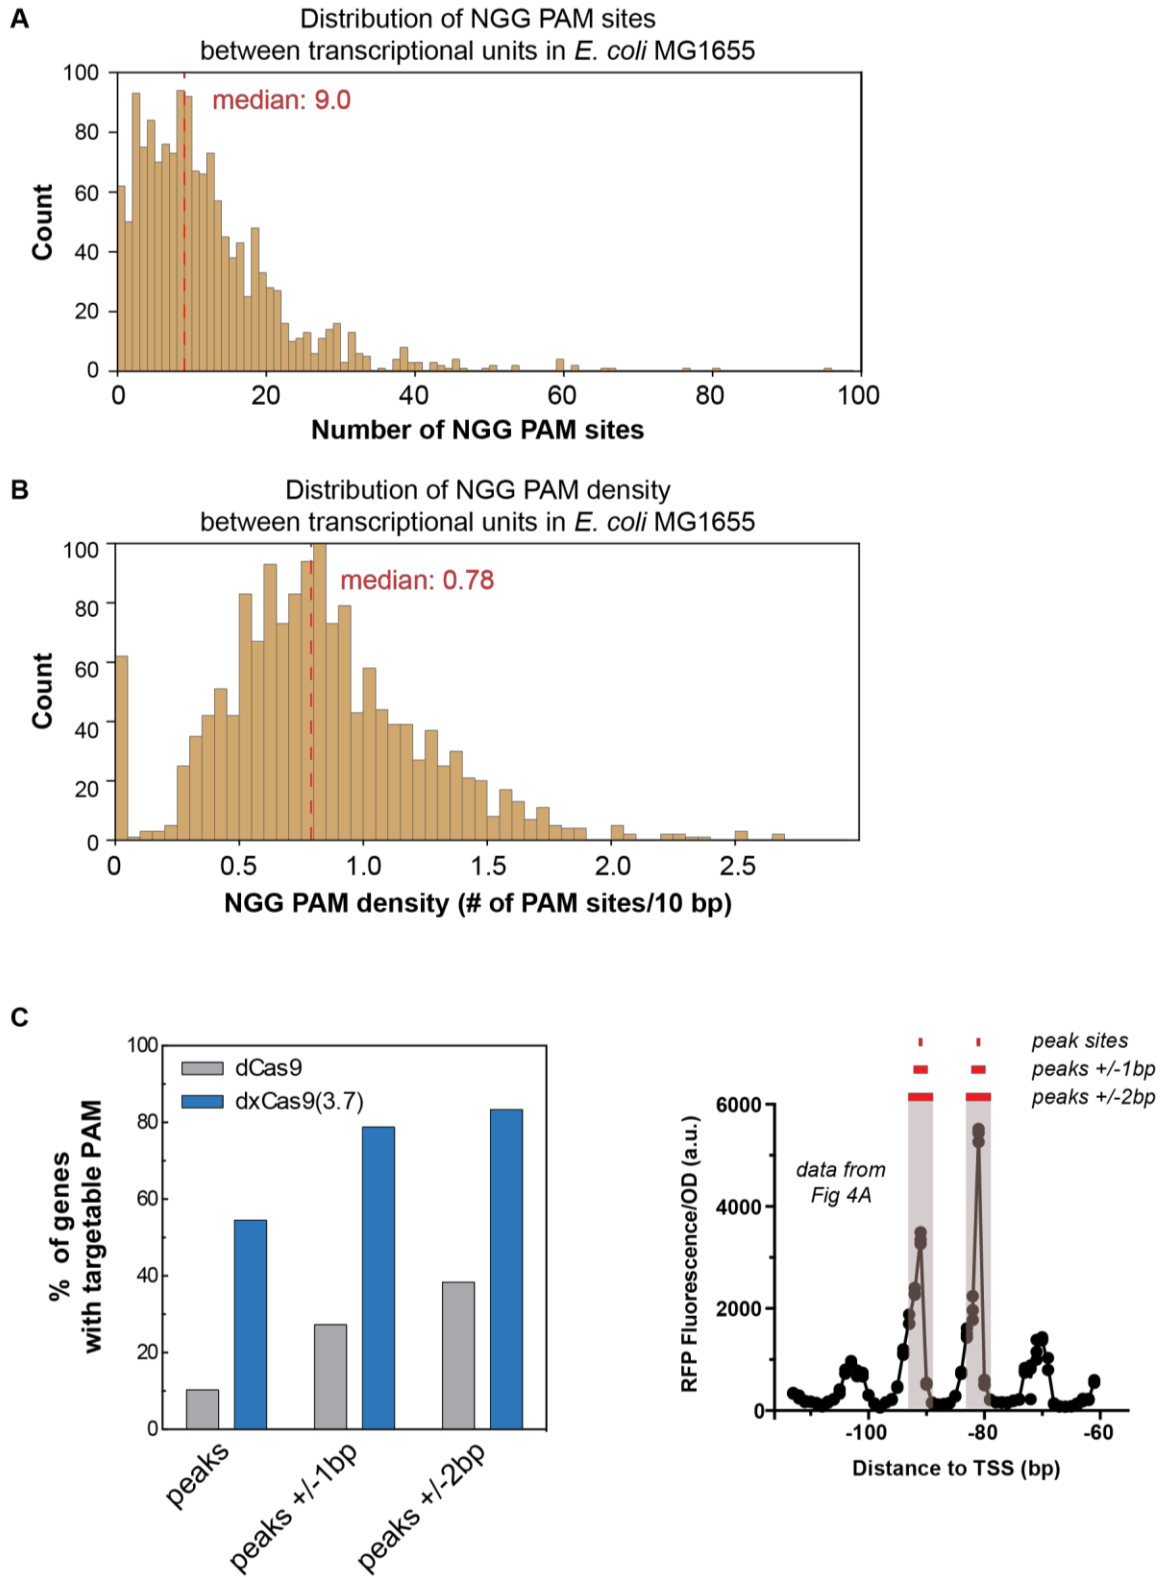 A
Distribution of NGG PAM sites
between transcriptional units in E. coli MG1655
100
80
60
40
20
0
Count
median: 9.0
0 20 40 60 80 100
Number of NGG PAM sites
B
Distribution of NGG PAM density
between transcriptional units in E. coli MG1655
100
80
60
40
20
0
Count
median: 0.78
0 0.5 1.0 1.5 2.0 2.5
NGG PAM density (# of PAM sites/10 bp)
C
100
80
60
40
20
0
% of genes
with targetable PAM
dCas9
dxCas9(3.7)
peaks
peaks +/-1bp
peaks +/-2bp
peak sites
peaks +/-1bp
peaks +/-2bp
6000
4000
2000
0
RFP Fluorescence/OD (a.u.)
data from
Fig 4A
-100 -80 -60
Distance to TSS (bp)